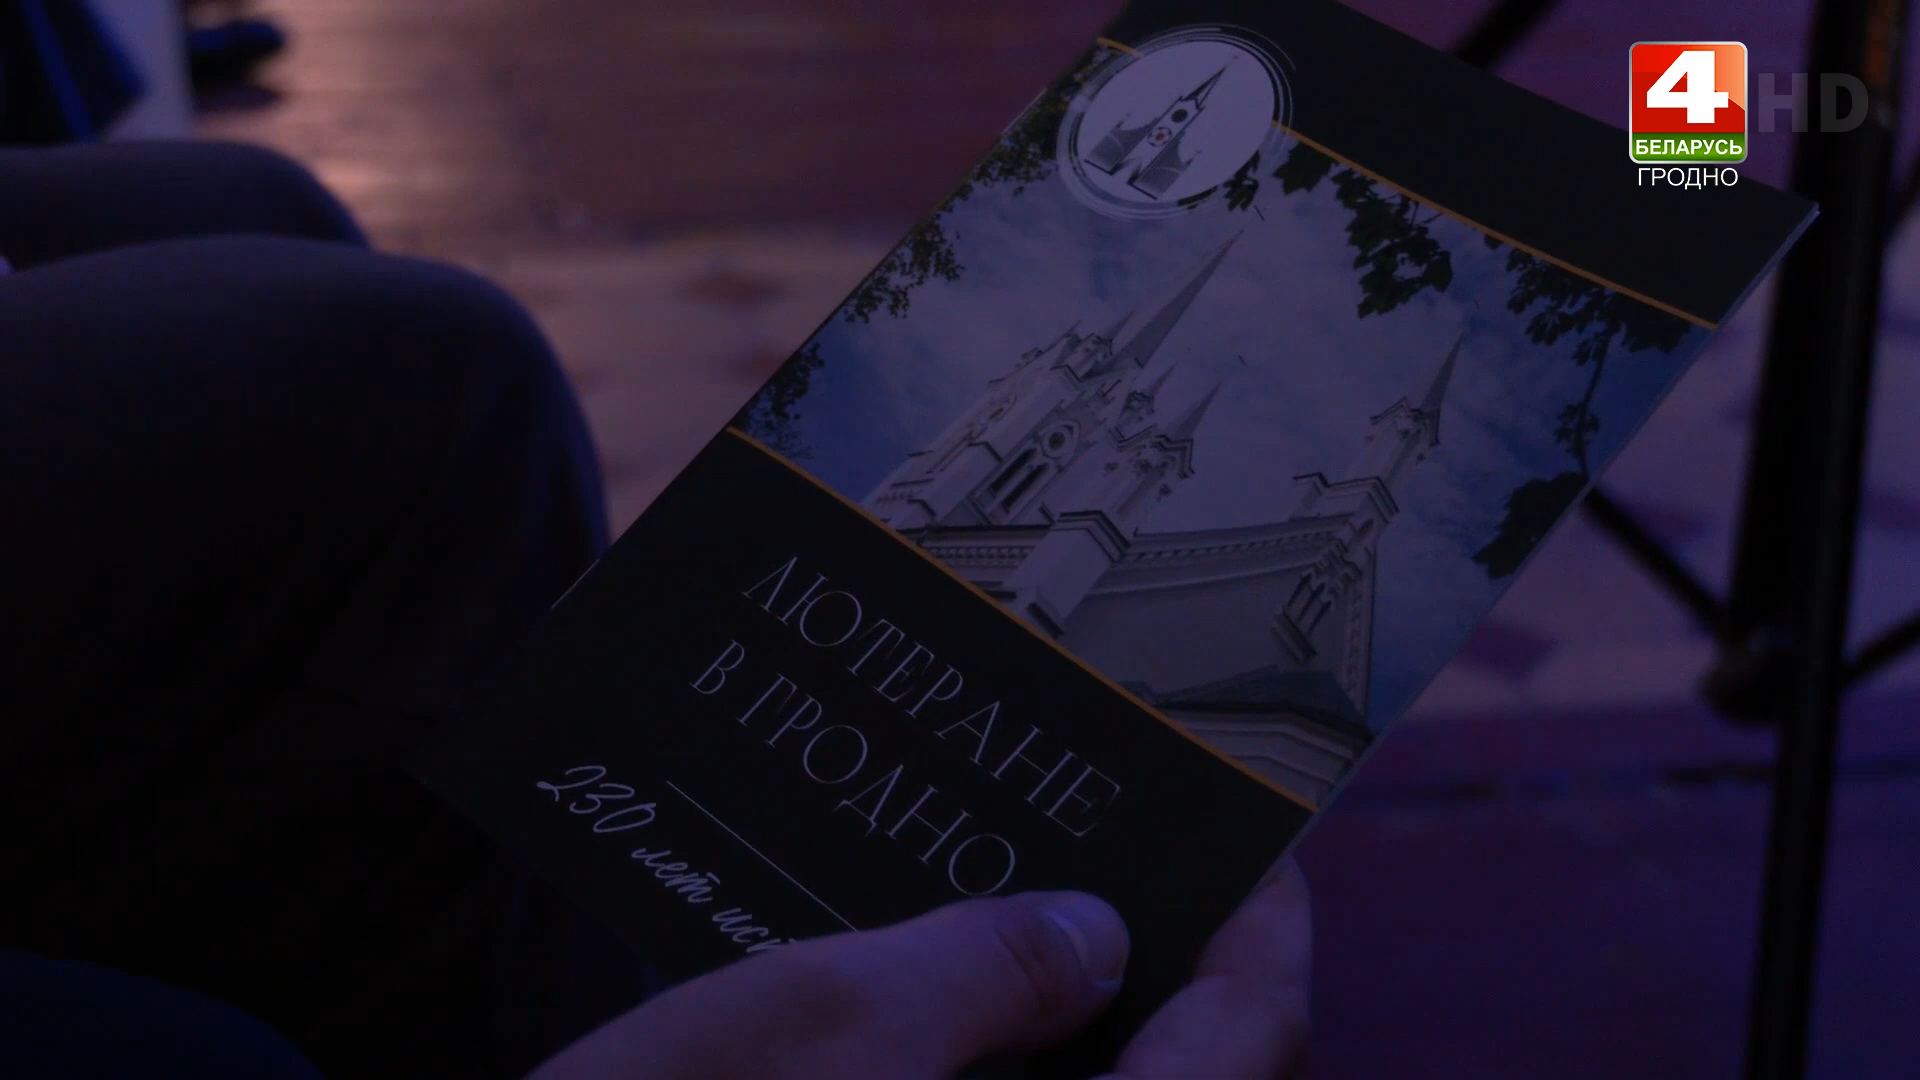 4
HD
БЕЛАРУСЬ
ГРОДНО
ЛЮТЕРАНЕ
В ГРОДНО
230 лет